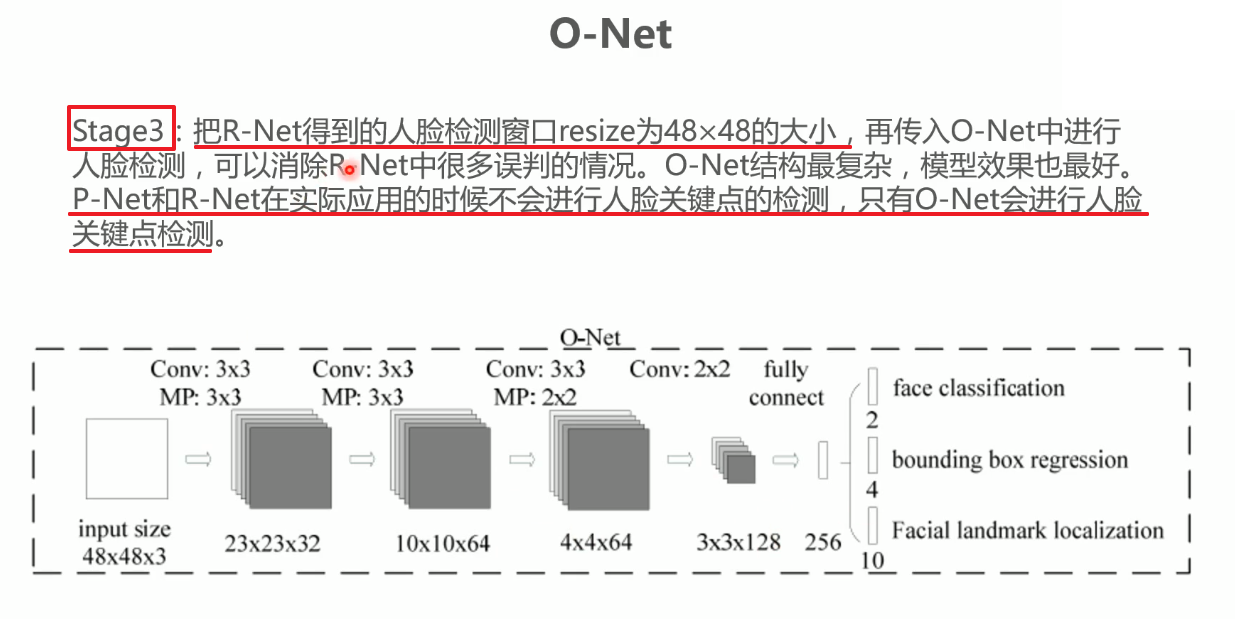 O-Net
Stage3：把R-Net得到的人脸检测窗口resize为48×48的大小，再传入O-Net中进行
人脸检测，可以消除R-Net中很多误判的情况。O-Net结构最复杂，模型效果也最好。
P-Net和R-Net在实际应用的时候不会进行人脸关键点的检测，只有O-Net会进行人脸
关键点检测。
O-Net
Conv: 3x3 Conv: 3x3 Conv: 3x3 Conv: 2x2 fully
MP: 3x3 MP: 3x3 MP: 2x2 connect
face classification
2
bounding box regression
4
Facial landmark localization
10
input size
48x48x3
23x23x32 10x10x64 4x4x64 3x3x128 256